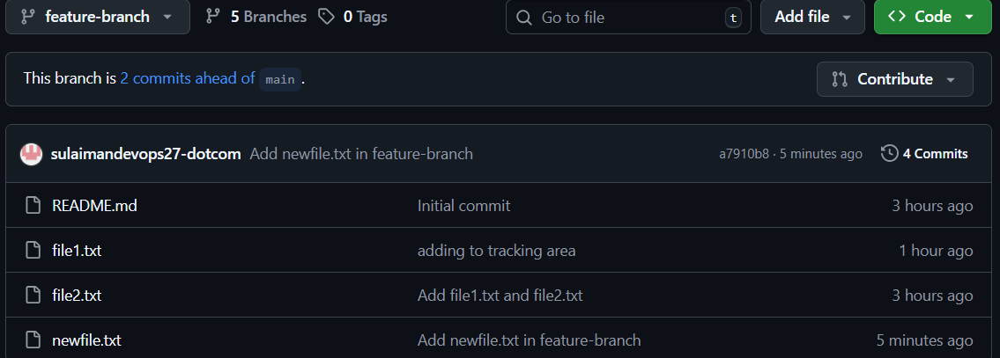 feature-branch 5 Branches 0 Tags Go to file t Add file Code
This branch is 2 commits ahead of main.
Contribute
sulaimandevops27-dotcom Add newfile.txt in feature-branch a7910b8 · 5 minutes ago 4 Commits
README.md Initial commit 3 hours ago
file1.txt adding to tracking area 1 hour ago
file2.txt Add file1.txt and file2.txt 3 hours ago
newfile.txt Add newfile.txt in feature-branch 5 minutes ago